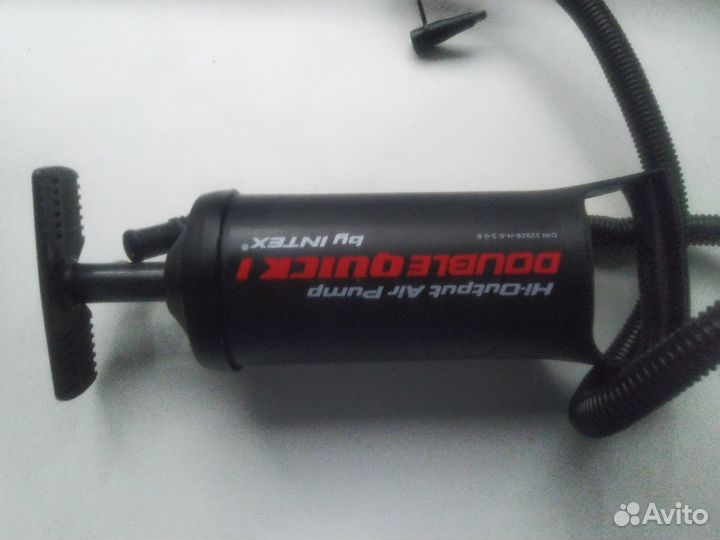 Hi-Output Air Pump
DOUBLE QUICK I
by INTEX®
Avito